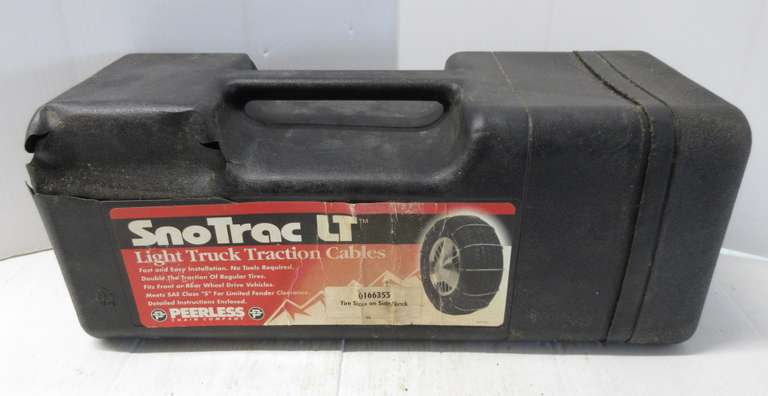 SnoTrac LT™
Light Truck Traction Cables
Fast and Easy Installation. No Tools Required.
Double The Traction Of Regular Tires.
Fits Front or Rear Wheel Drive Vehicles.
Meets SAE Class "S" For Limited Fender Clearance.
Detailed Instructions Enclosed.
PEERLESS
CHAIN COMPANY
0166355
Tire Sizes on Side/Back